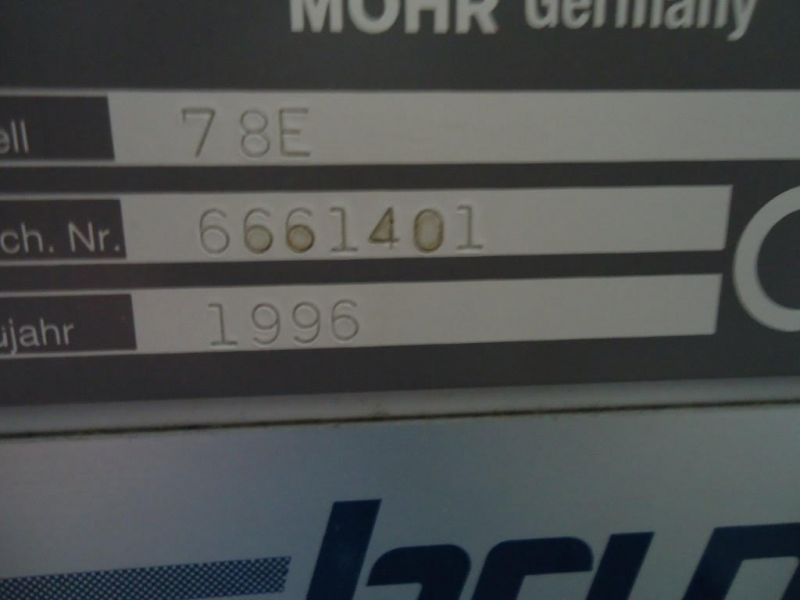 MOHR Germany
ell 78E
ch. Nr. 6661401
ujahr 1996